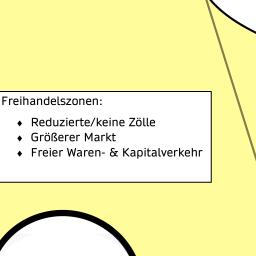 Freihandelszonen:
♦ Reduzierte/keine Zölle
♦ Größerer Markt
♦ Freier Waren- & Kapitalverkehr